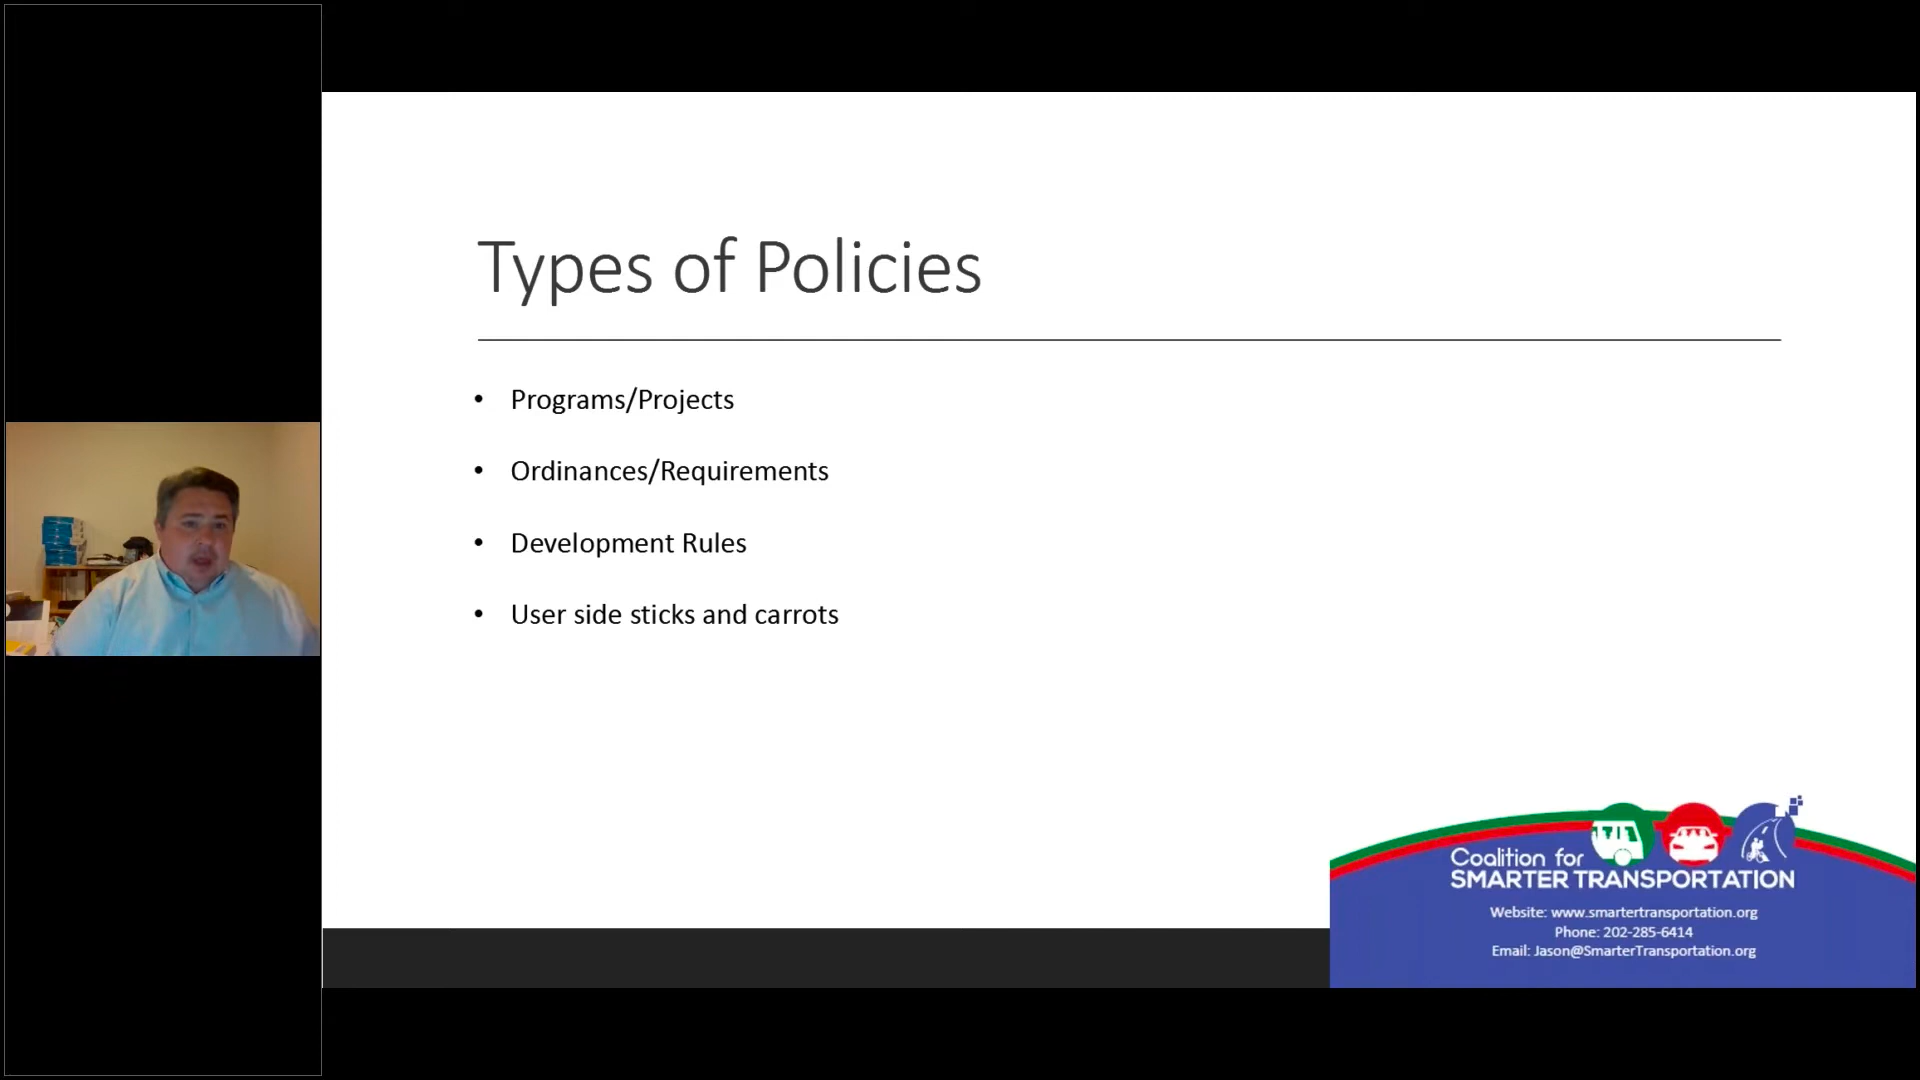 Types of Policies
• Programs/Projects
• Ordinances/Requirements
• Development Rules
• User side sticks and carrots
Coalition for
SMARTER TRANSPORTATION
Website: www.smartertransportation.org
Phone: 202-285-6414
Email: Jason@SmarterTransportation.org